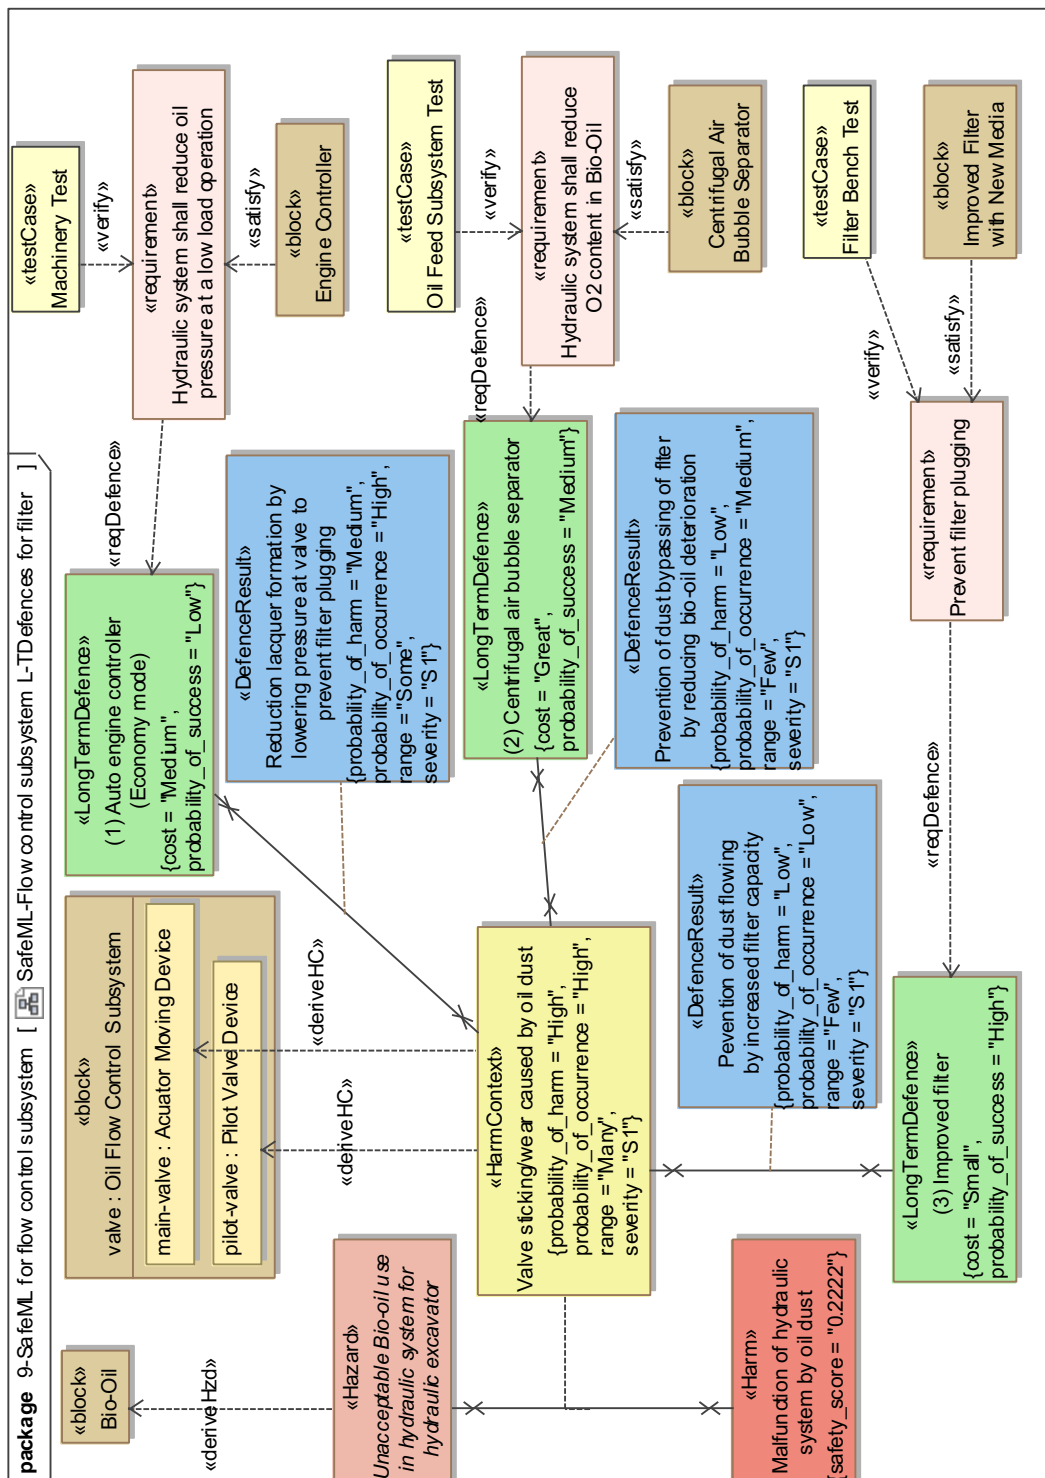 package 9-SafeML for flow control subsystem [ SafeML-Flow control subsystem L-TDefences for filter ]
«block»
Bio-Oil
«deriveHzd»
«Hazard»
Unacceptable Bio-oil use
in hydraulic system for
hydraulic excavator
«Harm»
Malfunction of hydraulic
system by oil dust
{safety_score = "0.2222"}
«block»
valve : Oil Flow Control Subsystem
main-valve : Acuator Moving Device
pilot-valve : Pilot Valve Device
«deriveHC»
«deriveHC»
«HarmContext»
Valve sticking/wear caused by oil dust
{probability_of_harm = "High",
probability_of_occurrence = "High",
range = "Many",
severity = "S1"}
«LongTermDefence»
(1) Auto engine controller
(Economy mode)
{cost = "Medium",
probability_of_success = "Low"}
«DefenceResult»
Reduction lacquer formation by
lowering pressure at valve to
prevent filter plugging
{probability_of_harm = "Medium",
probability_of_occurrence = "High",
range = "Some",
severity = "S1"}
«LongTermDefence»
(2) Centrifugal air bubble separator
{cost = "Great",
probability_of_success = "Medium"}
«DefenceResult»
Prevention of dust bypassing of filter
by reducing bio-oil deterioration
{probability_of_harm = "Low",
probability_of_occurrence = "Medium",
range = "Few",
severity = "S1"}
«DefenceResult»
Pevention of dust flowing
by increased filter capacity
{probability_of_harm = "Low",
probability_of_occurrence = "Low",
range = "Few",
severity = "S1"}
«LongTermDefence»
(3) Improved filter
{cost = "Small",
probability_of_success = "High"}
«reqDefence»
«reqDefence»
«reqDefence»
«testCase»
Machinery Test
«verify»
«requirement»
Hydraulic system shall reduce oil
pressure at a low load operation
«satisfy»
«block»
Engine Controller
«testCase»
Oil Feed Subsystem Test
«verify»
«requirement»
Hydraulic system shall reduce
O2 content in Bio-Oil
«satisfy»
«block»
Centrifugal Air
Bubble Separator
«testCase»
Filter Bench Test
«verify»
«requirement»
Prevent filter plugging
«satisfy»
«block»
Improved Filter
with New Media